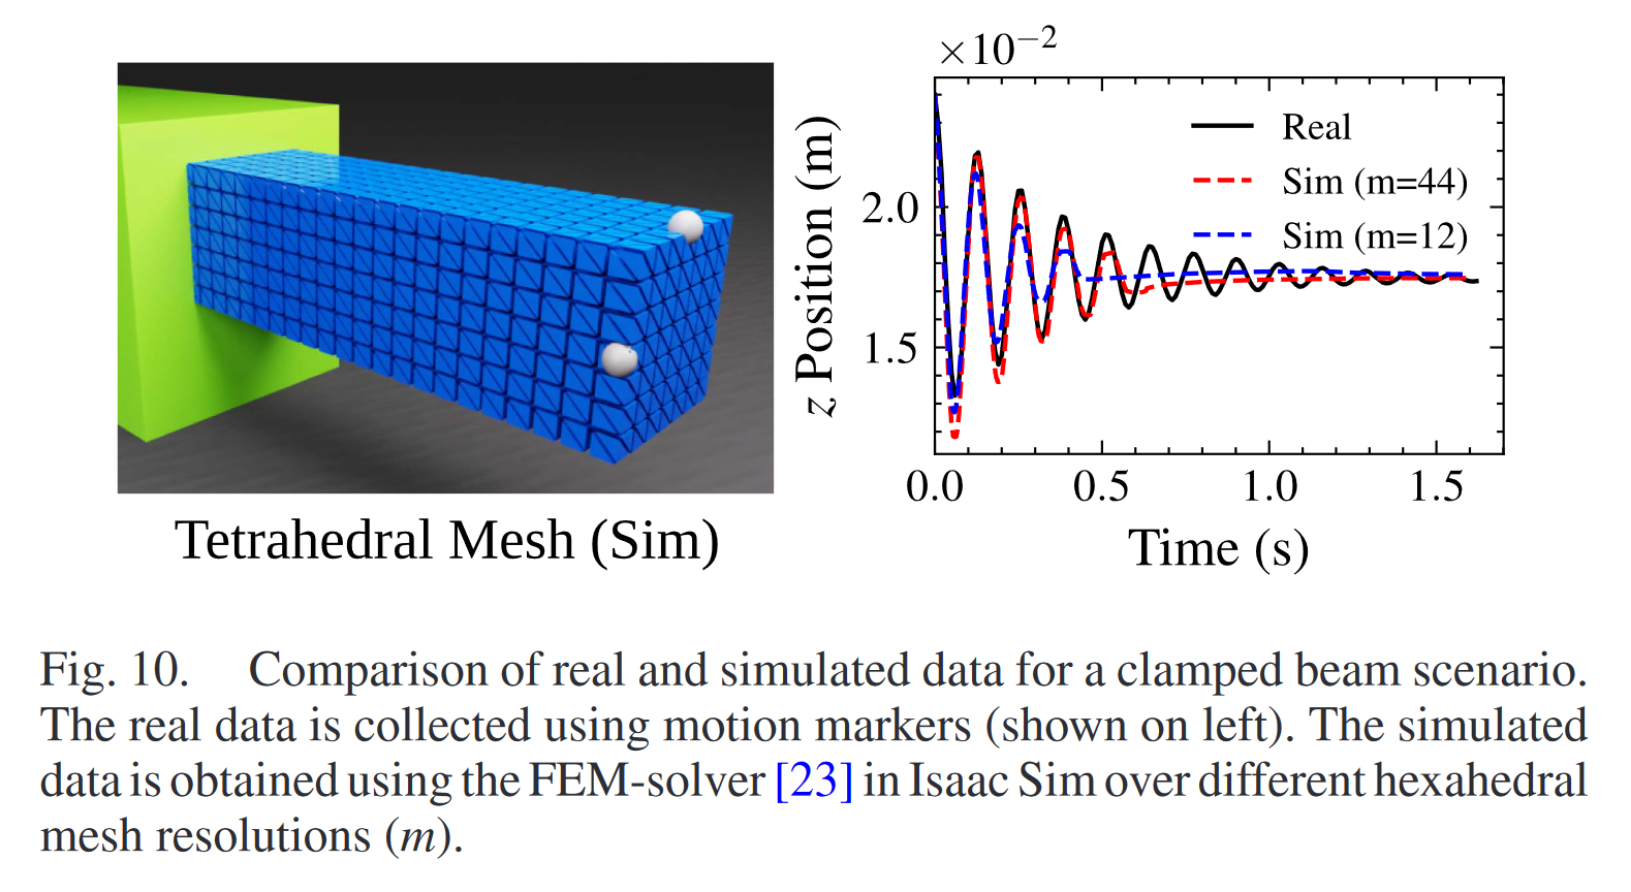 ×10−2
z Position (m)
2.0
1.5
Real
Sim (m=44)
Sim (m=12)
0.0 0.5 1.0 1.5
Time (s)
Tetrahedral Mesh (Sim)
Fig. 10. Comparison of real and simulated data for a clamped beam scenario.
The real data is collected using motion markers (shown on left). The simulated
data is obtained using the FEM-solver [23] in Isaac Sim over different hexahedral
mesh resolutions (m).